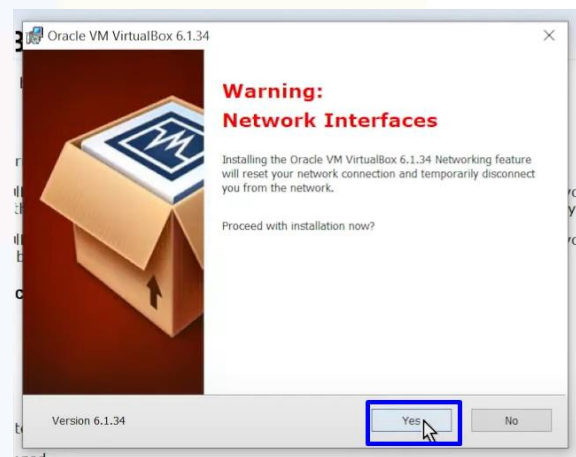 Oracle VM VirtualBox 6.1.34
Warning:
Network Interfaces
Installing the Oracle VM VirtualBox 6.1.34 Networking feature
will reset your network connection and temporarily disconnect
you from the network.
Proceed with installation now?
Version 6.1.34
Yes
No